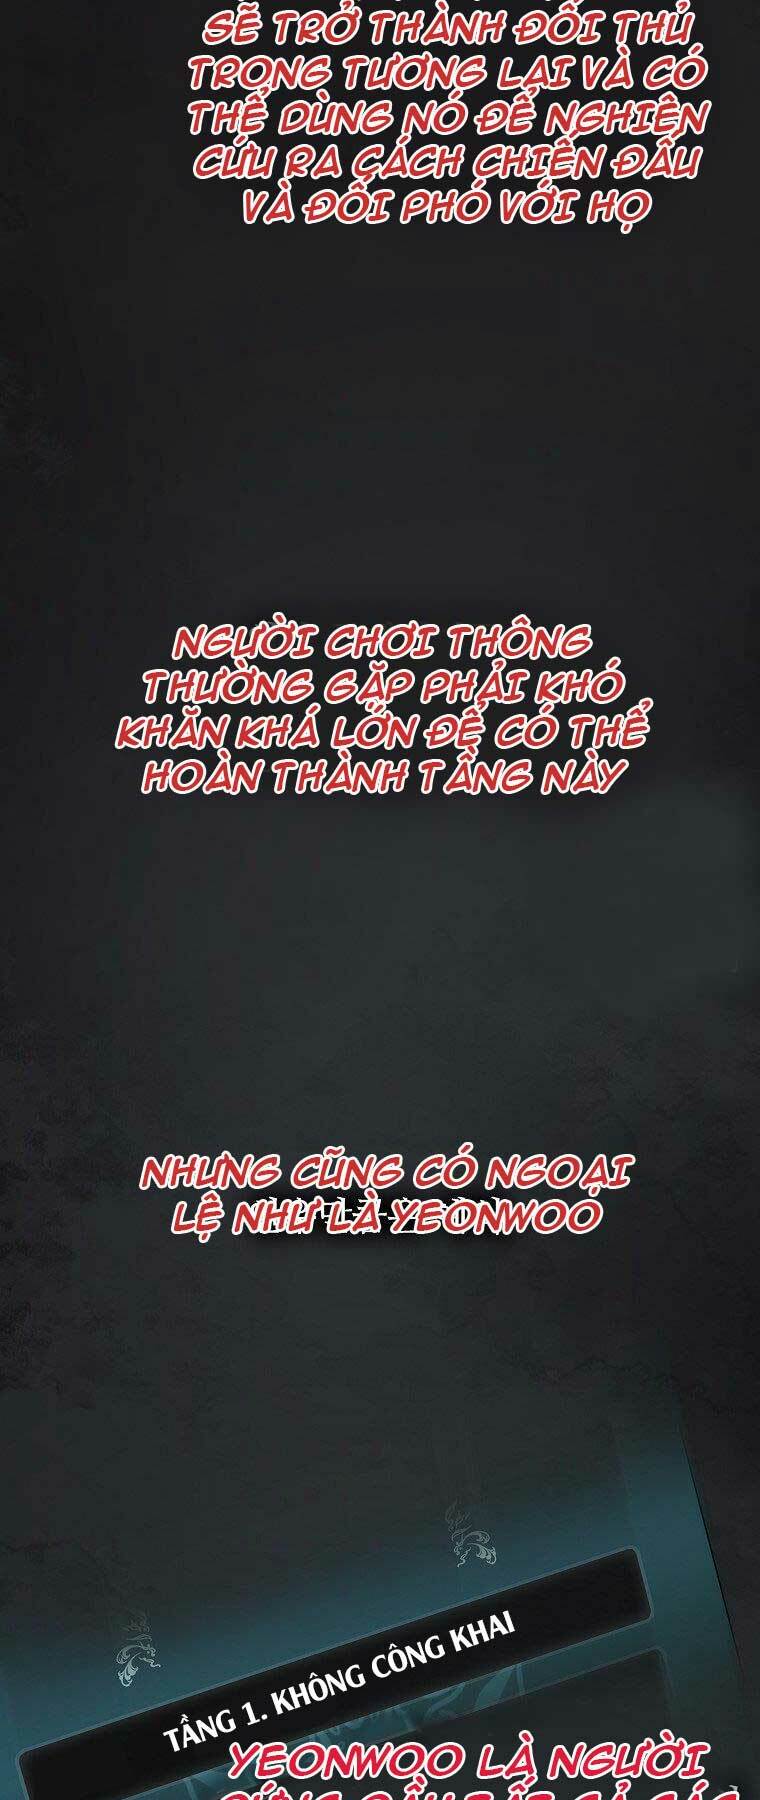 SẼ TRỞ THÀNH ĐỐI THỦ
TRONG TƯƠNG LAI VÀ CÓ
THỂ DÙNG NÓ ĐỂ NGHIÊN
CỨU RA CÁCH CHIẾN ĐẤU
VÀ ĐỐI PHÓ VỚI HỌ
NGƯỜI CHƠI THÔNG
THƯỜNG GẶP PHẢI KHÓ
KHĂN KHÁ LỚN ĐỂ CÓ THỂ
HOÀN THÀNH TẦNG NÀY
NHƯNG CŨNG CÓ NGOẠI
LỆ NHƯ LÀ YEONWOO
TẦNG 1. KHÔNG CÔNG KHAI
YEONWOO LÀ NGƯỜI